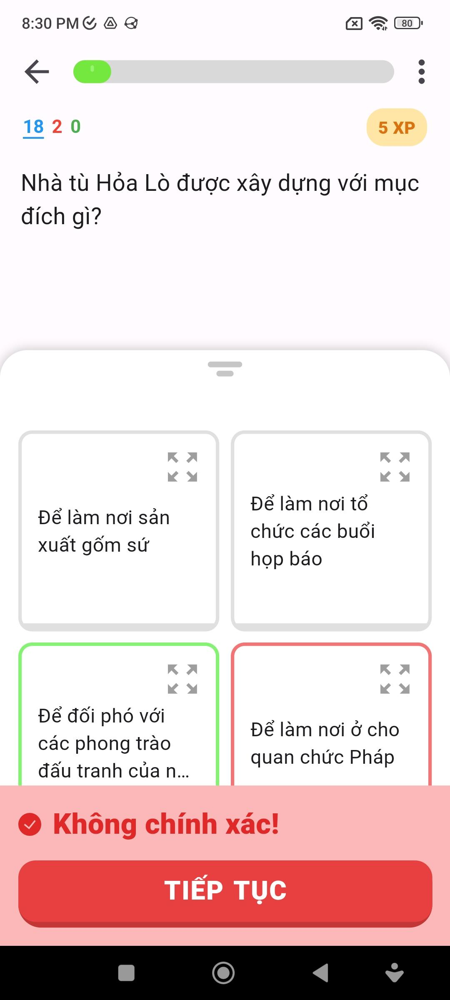 8:30 PM
80
18 2 0
5 XP
Nhà tù Hỏa Lò được xây dựng với mục
đích gì?
Để làm nơi sản
xuất gốm sứ
Để làm nơi tổ
chức các buổi
họp báo
Để đối phó với
các phong trào
đấu tranh của n...
Để làm nơi ở cho
quan chức Pháp
Không chính xác!
TIẾP TỤC